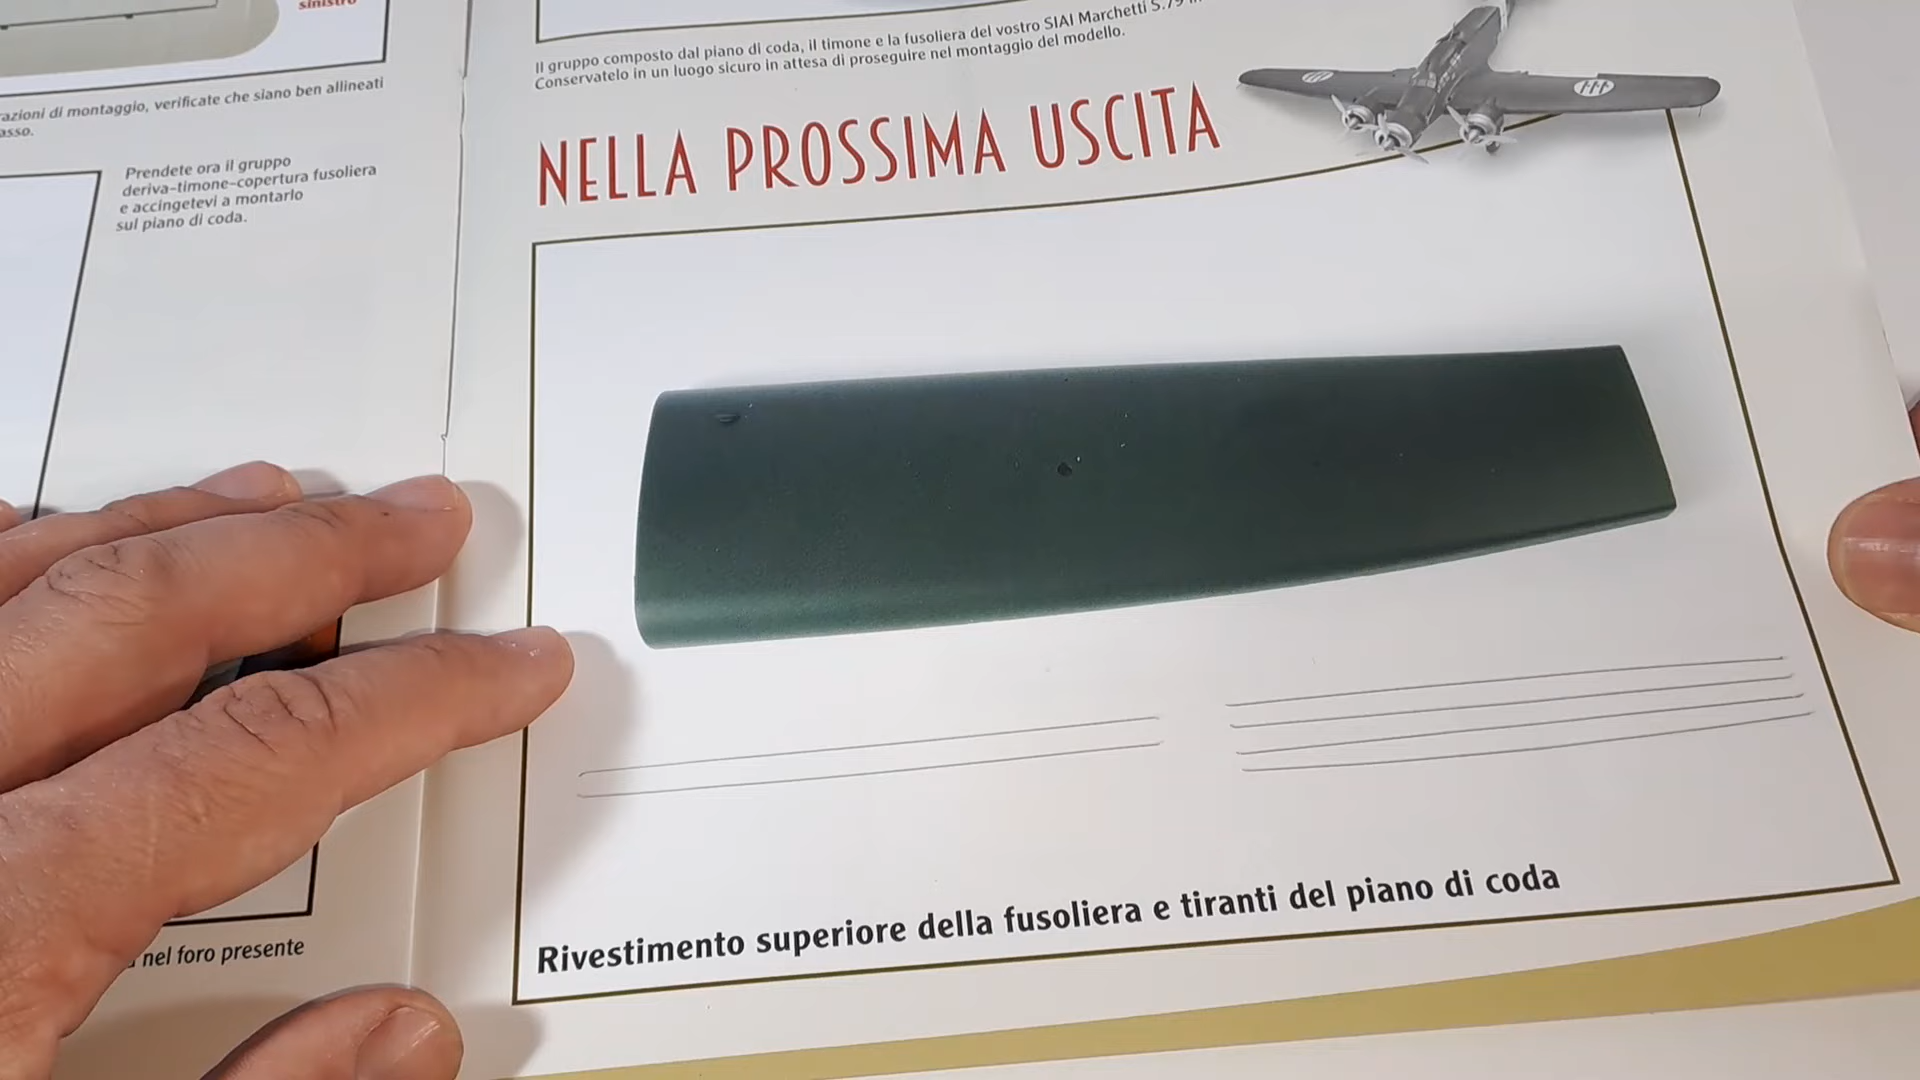 sinistro
azioni di montaggio, verificate che siano ben allineati
asso.
Prendete ora il gruppo
deriva-timone-copertura fusoliera
e accingetevi a montarlo
sul piano di coda.
nel foro presente
Il gruppo composto dal piano di coda, il timone e la fusoliera del vostro SIAI Marchetti S.79
Conservatelo in un luogo sicuro in attesa di proseguire nel montaggio del modello.
NELLA PROSSIMA USCITA
Rivestimento superiore della fusoliera e tiranti del piano di coda